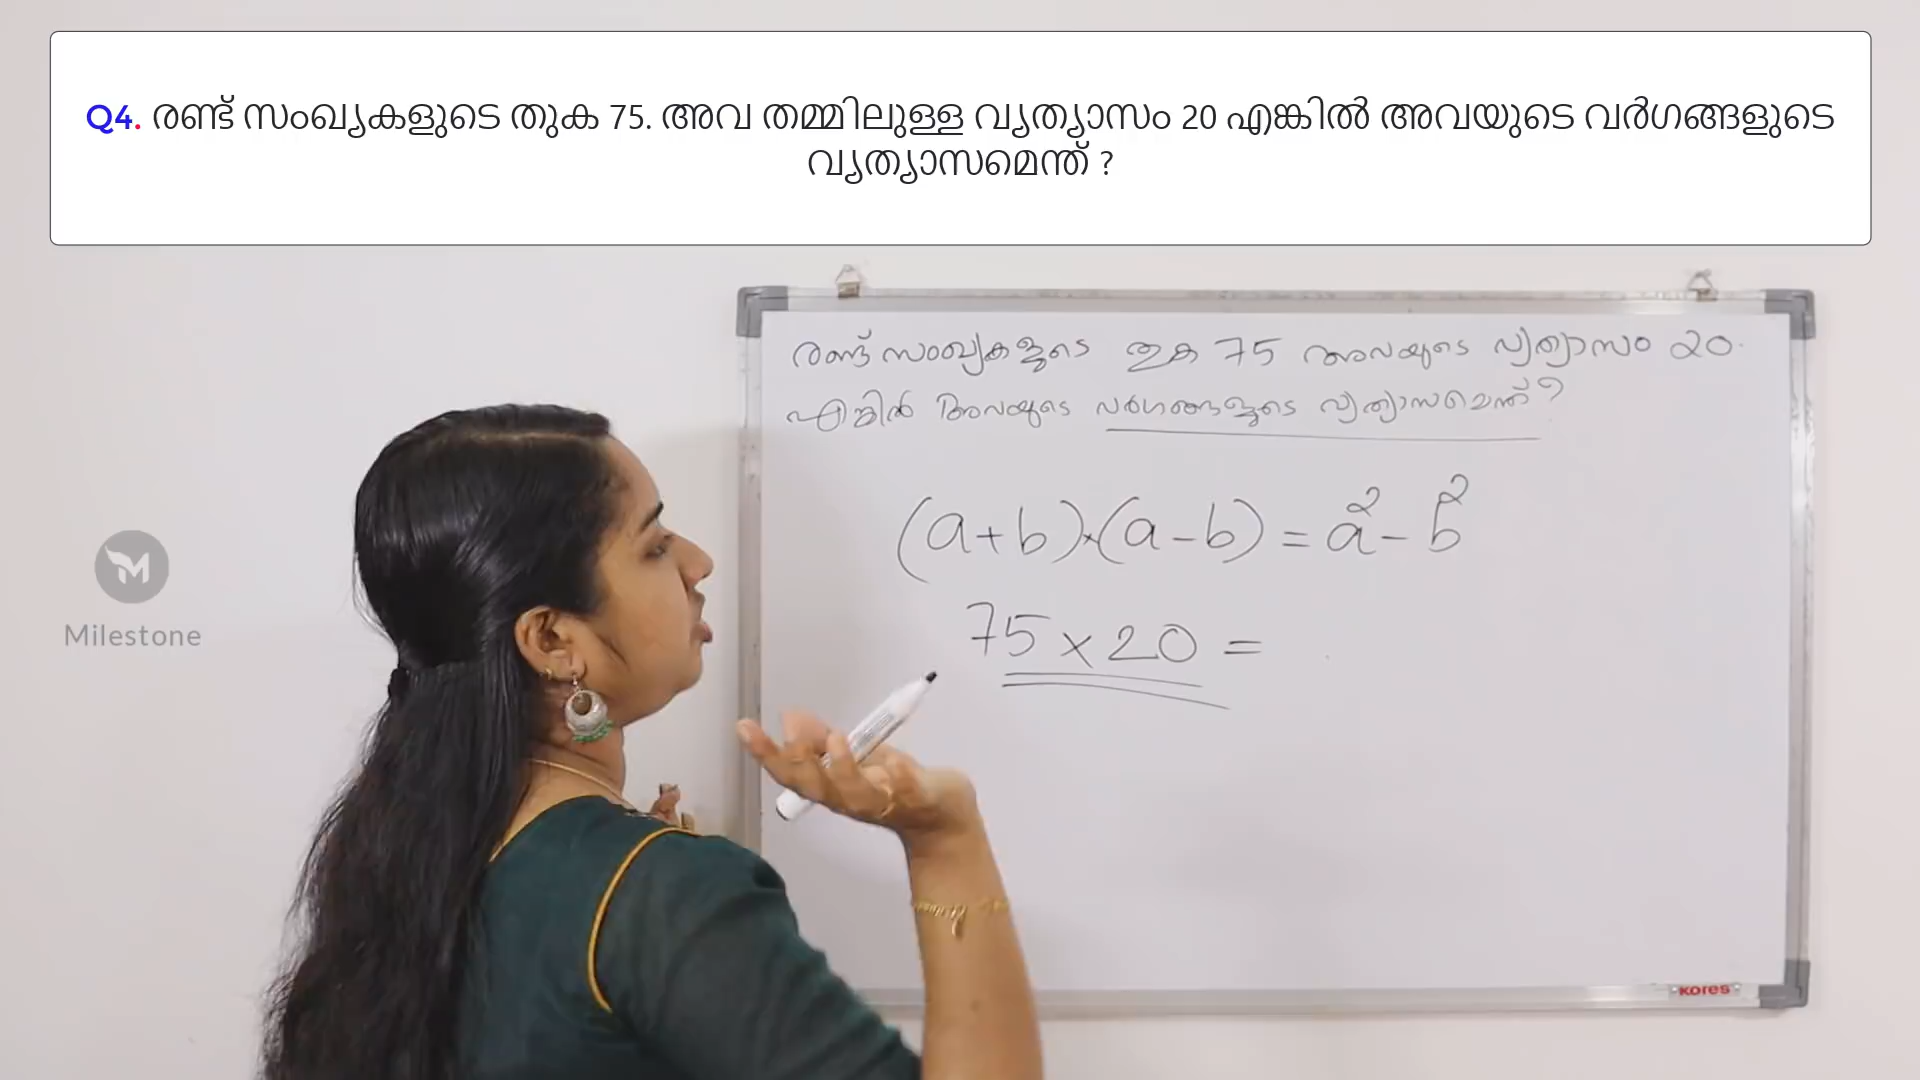 Q4. രണ്ട് സംഖ്യകളുടെ തുക 75. അവ തമ്മിലുള്ള വ്യത്യാസം 20 എങ്കിൽ അവയുടെ വർഗങ്ങളുടെ
വ്യത്യാസമെന്ത് ?
രണ്ട് സംഖ്യകളുടെ തുക 75 അവയുടെ വ്യത്യാസം 20.
എങ്കിൽ അവയുടെ വർഗങ്ങളുടെ വ്യത്യാസമെന്ത്?
(a+b)×(a-b) = a²-b²
75 × 20 =
Milestone
KORES